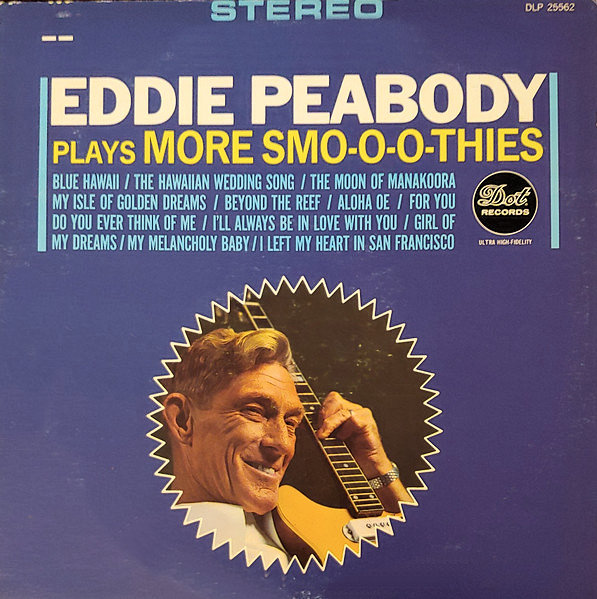 STEREO
DLP 25562
EDDIE PEABODY
PLAYS MORE SMO-O-O-THIES
BLUE HAWAII / THE HAWAIIAN WEDDING SONG / THE MOON OF MANAKOORA
MY ISLE OF GOLDEN DREAMS / BEYOND THE REEF / ALOHA OE / FOR YOU
DO YOU EVER THINK OF ME / I'LL ALWAYS BE IN LOVE WITH YOU / GIRL OF
MY DREAMS / MY MELANCHOLY BABY / I LEFT MY HEART IN SAN FRANCISCO
Dot
RECORDS
ULTRA HIGH-FIDELITY